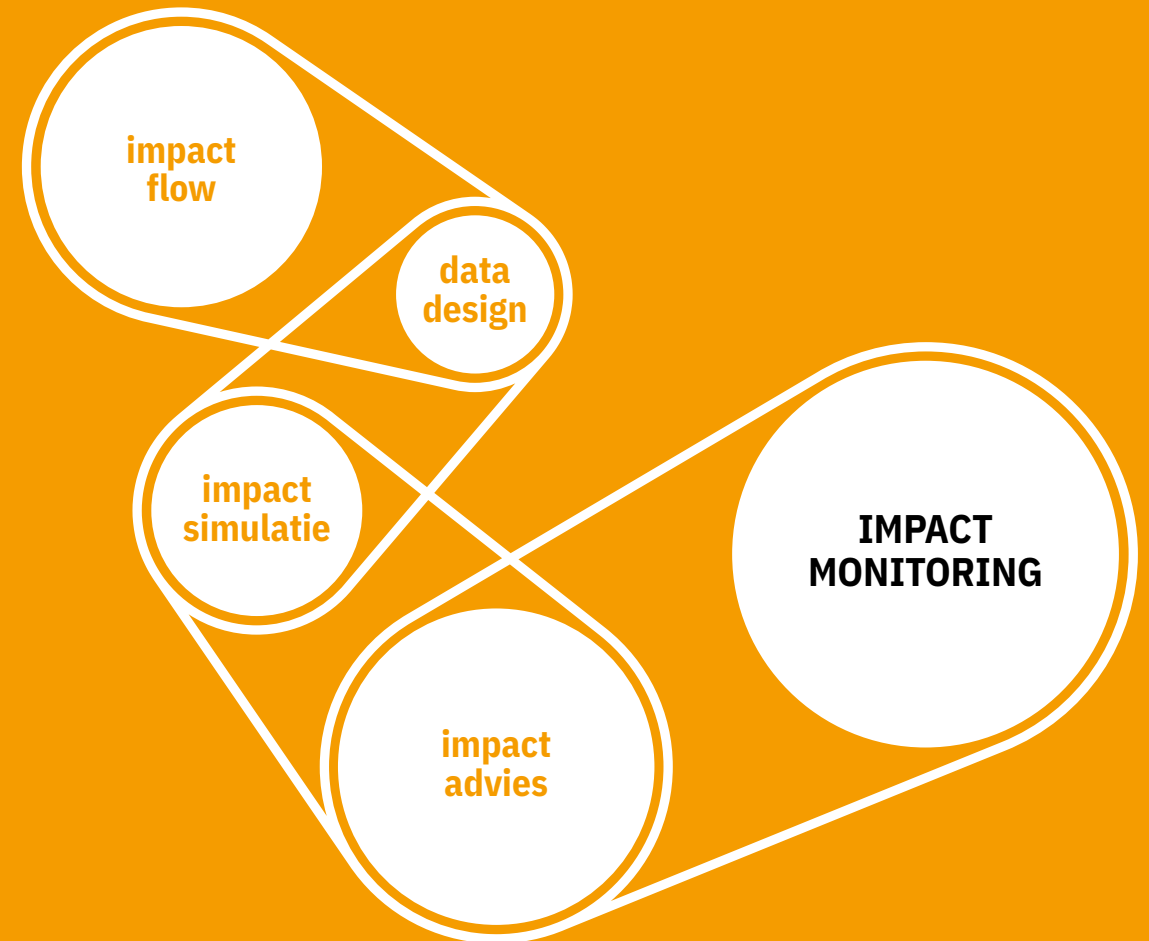 impact
flow
data
design
impact
simulatie
IMPACT
MONITORING
impact
advies